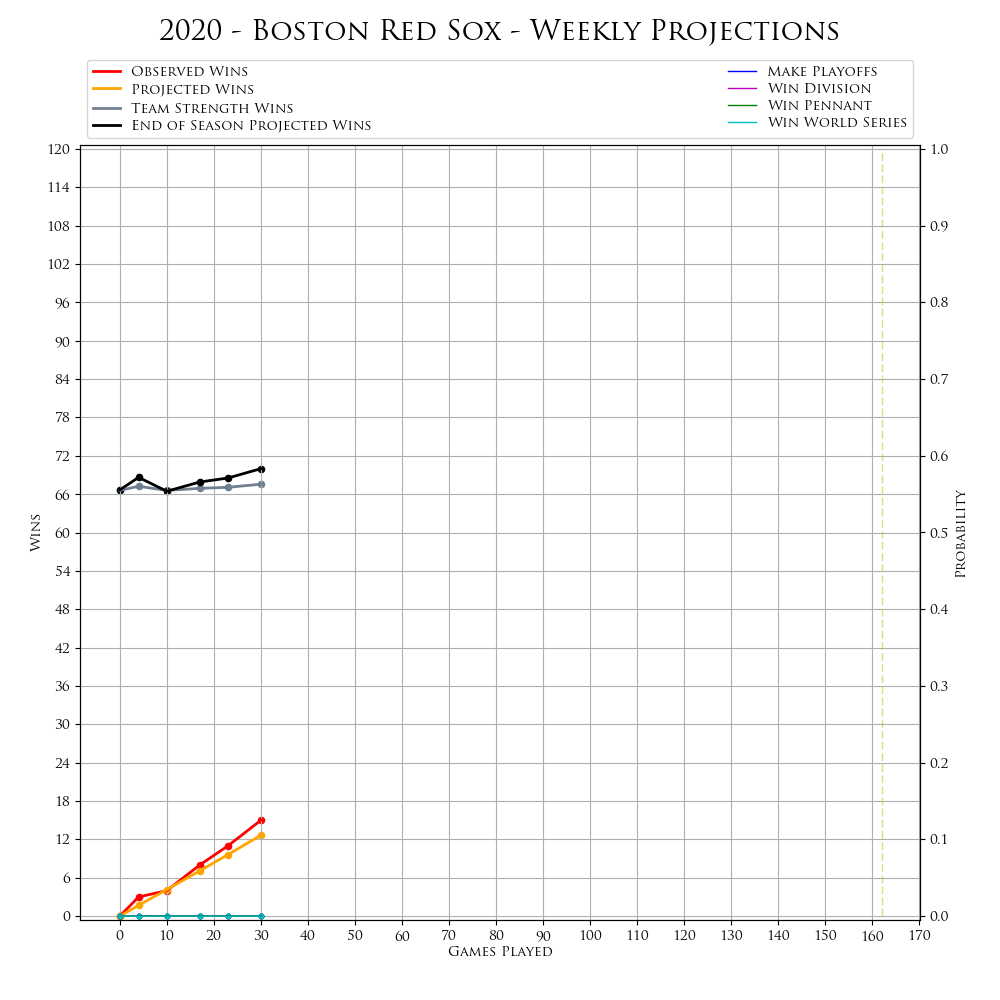 2020 - Boston Red Sox - Weekly Projections
Observed Wins
Projected Wins
Team Strength Wins
End of Season Projected Wins
Make Playoffs
Win Division
Win Pennant
Win World Series
120
114
108
102
96
90
84
78
72
66
60
54
48
42
36
30
24
18
12
6
0
Wins
1.0
0.9
0.8
0.7
0.6
0.5
0.4
0.3
0.2
0.1
0.0
Probability
0 10 20 30 40 50 60 70 80 90 100 110 120 130 140 150 160 170
Games Played